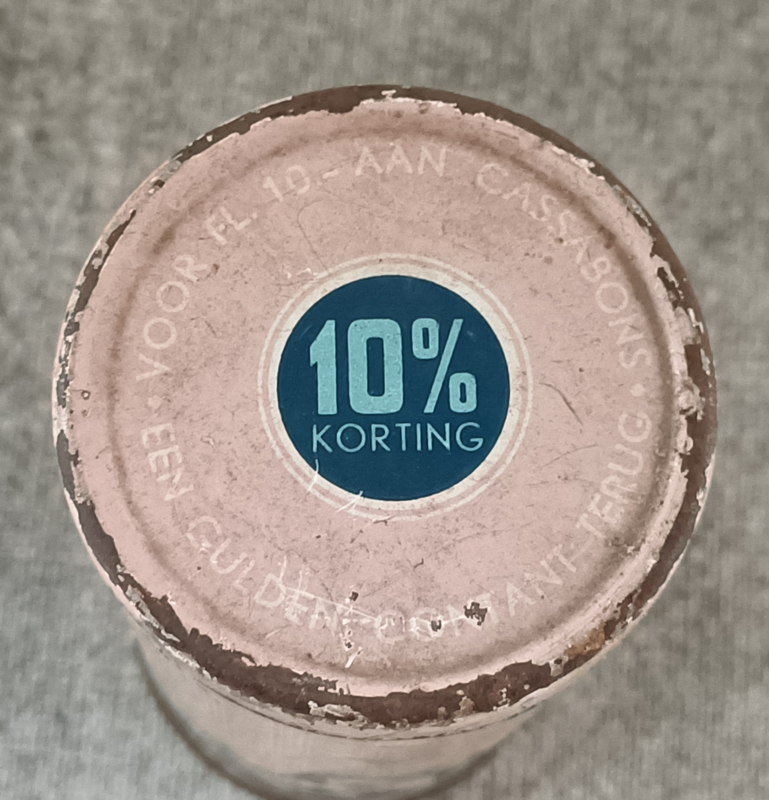 VOOR FL. 10.- AAN CASSABONS •
EEN GULDEN CONTANT TERUG •
10%
KORTING